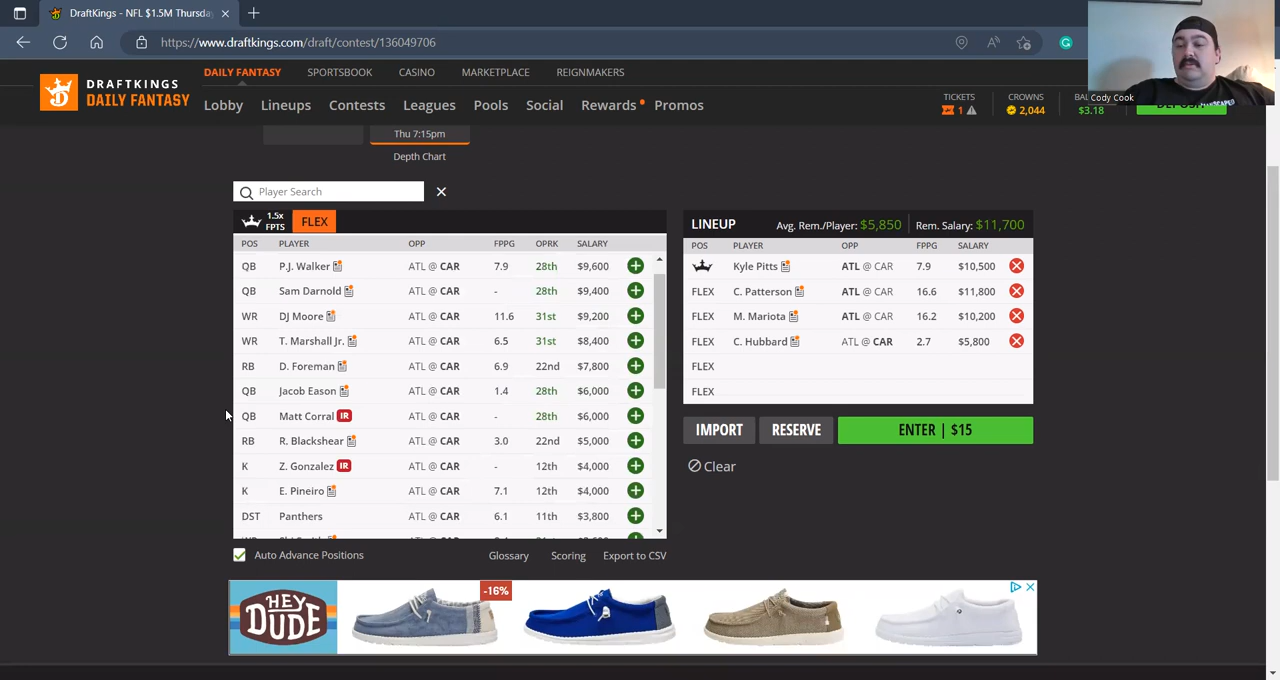 DraftKings - NFL $1.5M Thursda
https://www.draftkings.com/draft/contest/136049706
DRAFTKINGS
DAILY FANTASY
DAILY FANTASY SPORTSBOOK CASINO MARKETPLACE REIGNMAKERS
Lobby Lineups Contests Leagues Pools Social Rewards Promos
TICKETS
1
CROWNS
2,044
$3.18
Cody Cook
Thu 7:15pm
Depth Chart
Player Search
1.5x
FPTS
FLEX
POS PLAYER OPP FPPG OPRK SALARY
QB P.J. Walker ATL @ CAR 7.9 28th $9,600
QB Sam Darnold ATL @ CAR - 28th $9,400
WR DJ Moore ATL @ CAR 11.6 31st $9,200
WR T. Marshall Jr. ATL @ CAR 6.5 31st $8,400
RB D. Foreman ATL @ CAR 6.9 22nd $7,800
QB Jacob Eason ATL @ CAR 1.4 28th $6,000
QB Matt Corral IR ATL @ CAR - 28th $6,000
RB R. Blackshear ATL @ CAR 3.0 22nd $5,000
K Z. Gonzalez IR ATL @ CAR - 12th $4,000
K E. Pineiro ATL @ CAR 7.1 12th $4,000
DST Panthers ATL @ CAR 6.1 11th $3,800
Auto Advance Positions
Glossary Scoring Export to CSV
LINEUP Avg. Rem./Player: $5,850 Rem. Salary: $11,700
POS PLAYER OPP FPPG SALARY
Kyle Pitts ATL @ CAR 7.9 $10,500
FLEX C. Patterson ATL @ CAR 16.6 $11,800
FLEX M. Mariota ATL @ CAR 16.2 $10,200
FLEX C. Hubbard ATL @ CAR 2.7 $5,800
FLEX
FLEX
IMPORT RESERVE ENTER | $15
Clear
HEY
DUDE
-16%